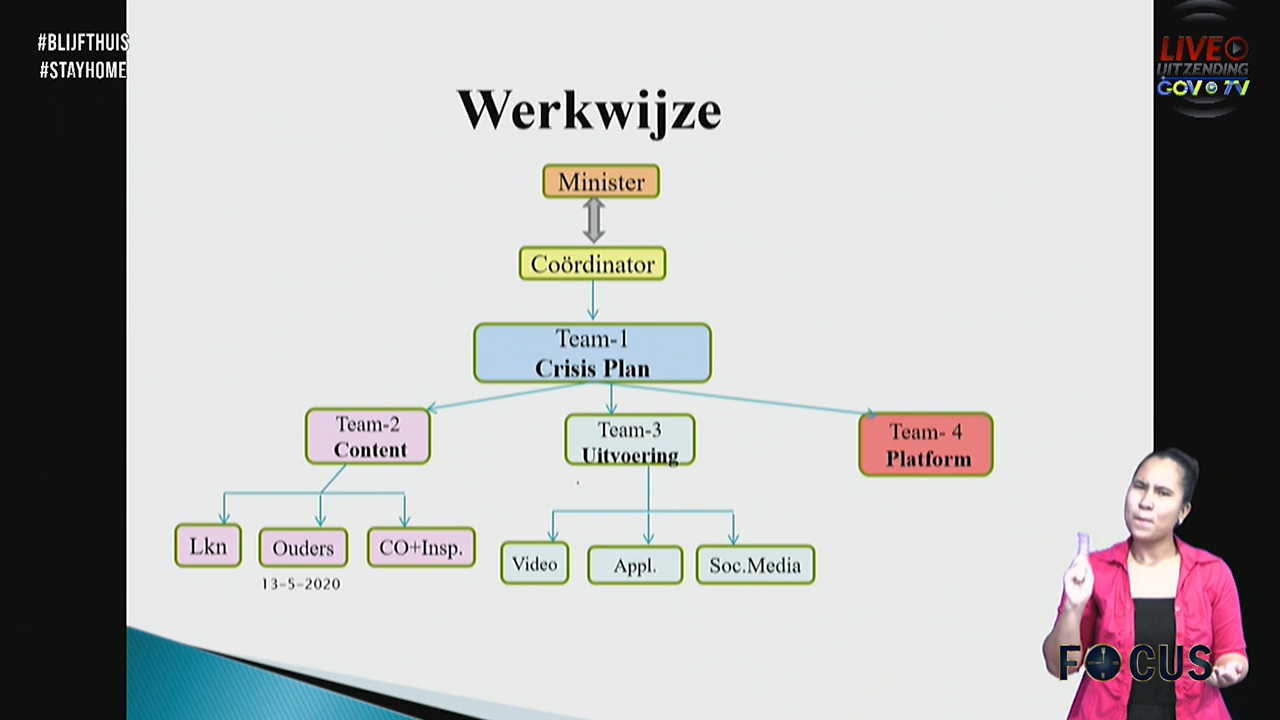 #BLIJFTHUIS
#STAYHOME
LIVE
UITZENDING
GOV TV
Werkwijze
Minister
Coördinator
Team-1
Crisis Plan
Team-2
Content
Team-3
Uitvoering
Team- 4
Platform
Lkn
Ouders
CO+Insp.
Video
Appl.
Soc.Media
13-5-2020
FOCUS